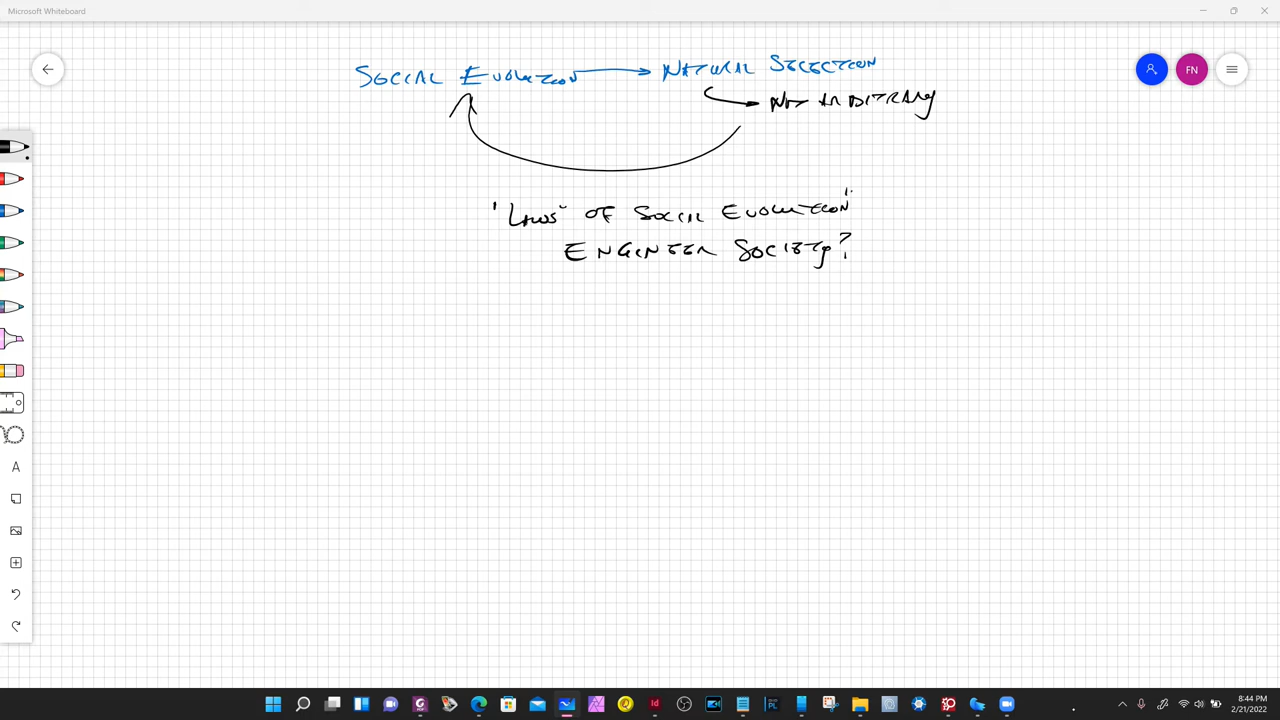 Microsoft Whiteboard
SOCIAL EVOLUTION → NATURAL SELECTION
→ NOT ARBITRARY
FN
"LAWS" OF SOCIAL EVOLUTION"
ENGINEER SOCIETY?
A
8:44 PM
2/21/2022